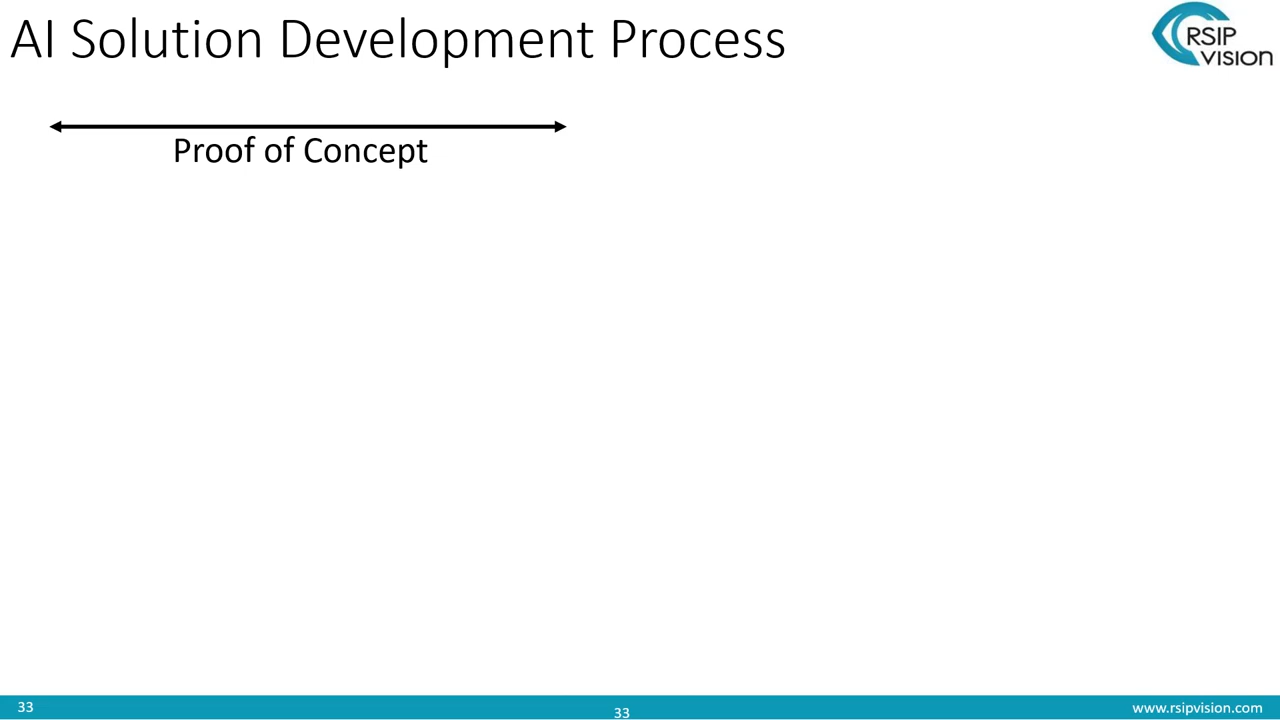 AI Solution Development Process
RSIP
VISION
Proof of Concept
33
33
www.rsipvision.com